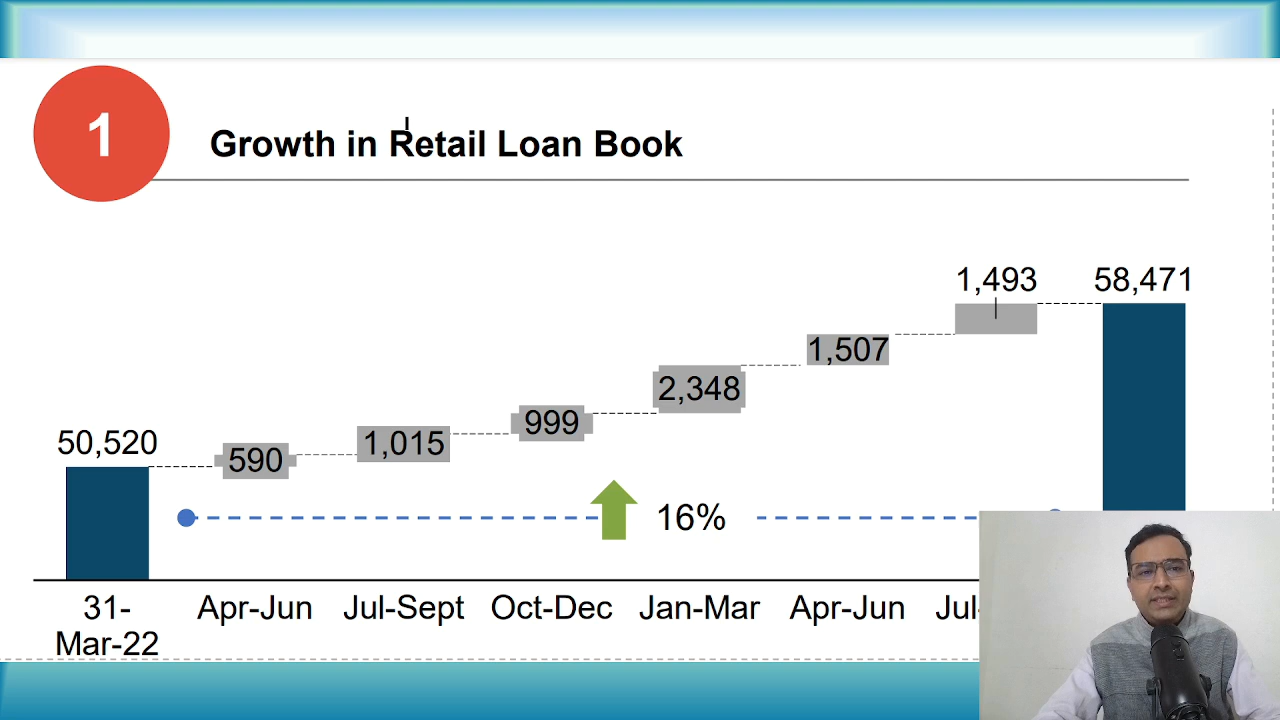 1
Growth in Retail Loan Book
1,493
58,471
1,507
2,348
999
1,015
590
50,520
16%
31-
Mar-22
Apr-Jun
Jul-Sept
Oct-Dec
Jan-Mar
Apr-Jun